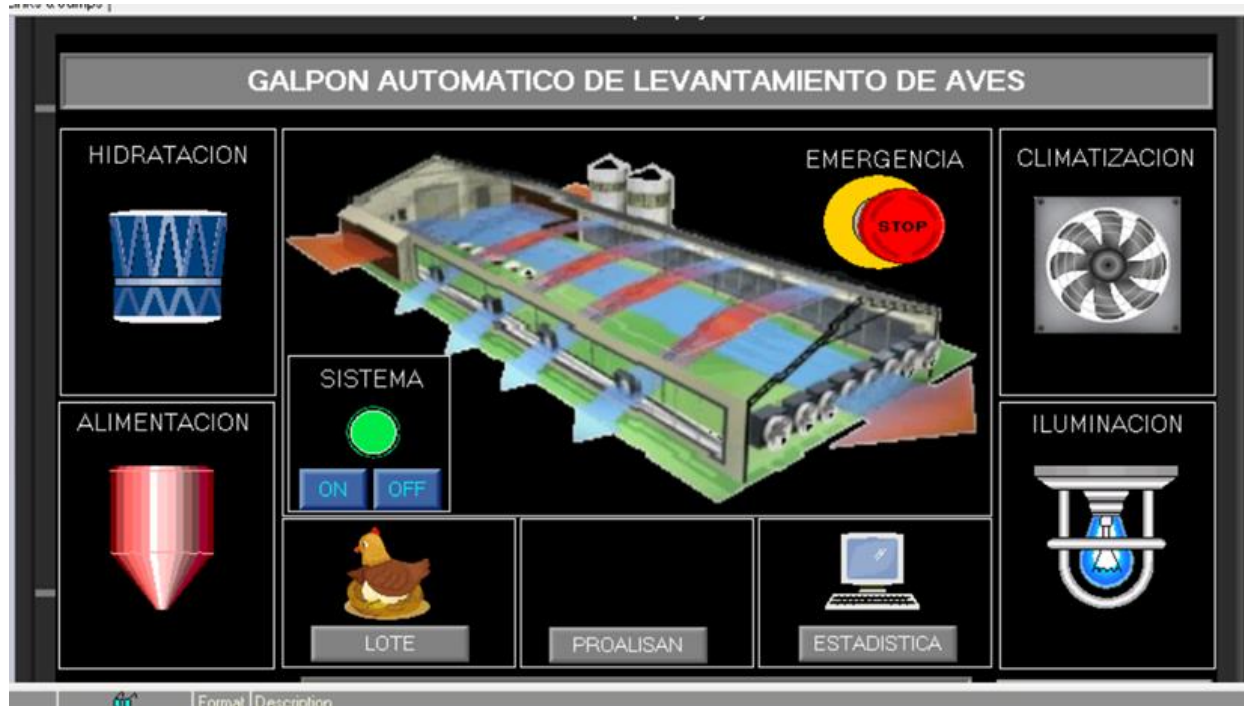 GALPON AUTOMATICO DE LEVANTAMIENTO DE AVES
HIDRATACION
EMERGENCIA
STOP
CLIMATIZACION
SISTEMA
ON OFF
ALIMENTACION
ILUMINACION
LOTE
PROALISAN
ESTADISTICA
Format Description